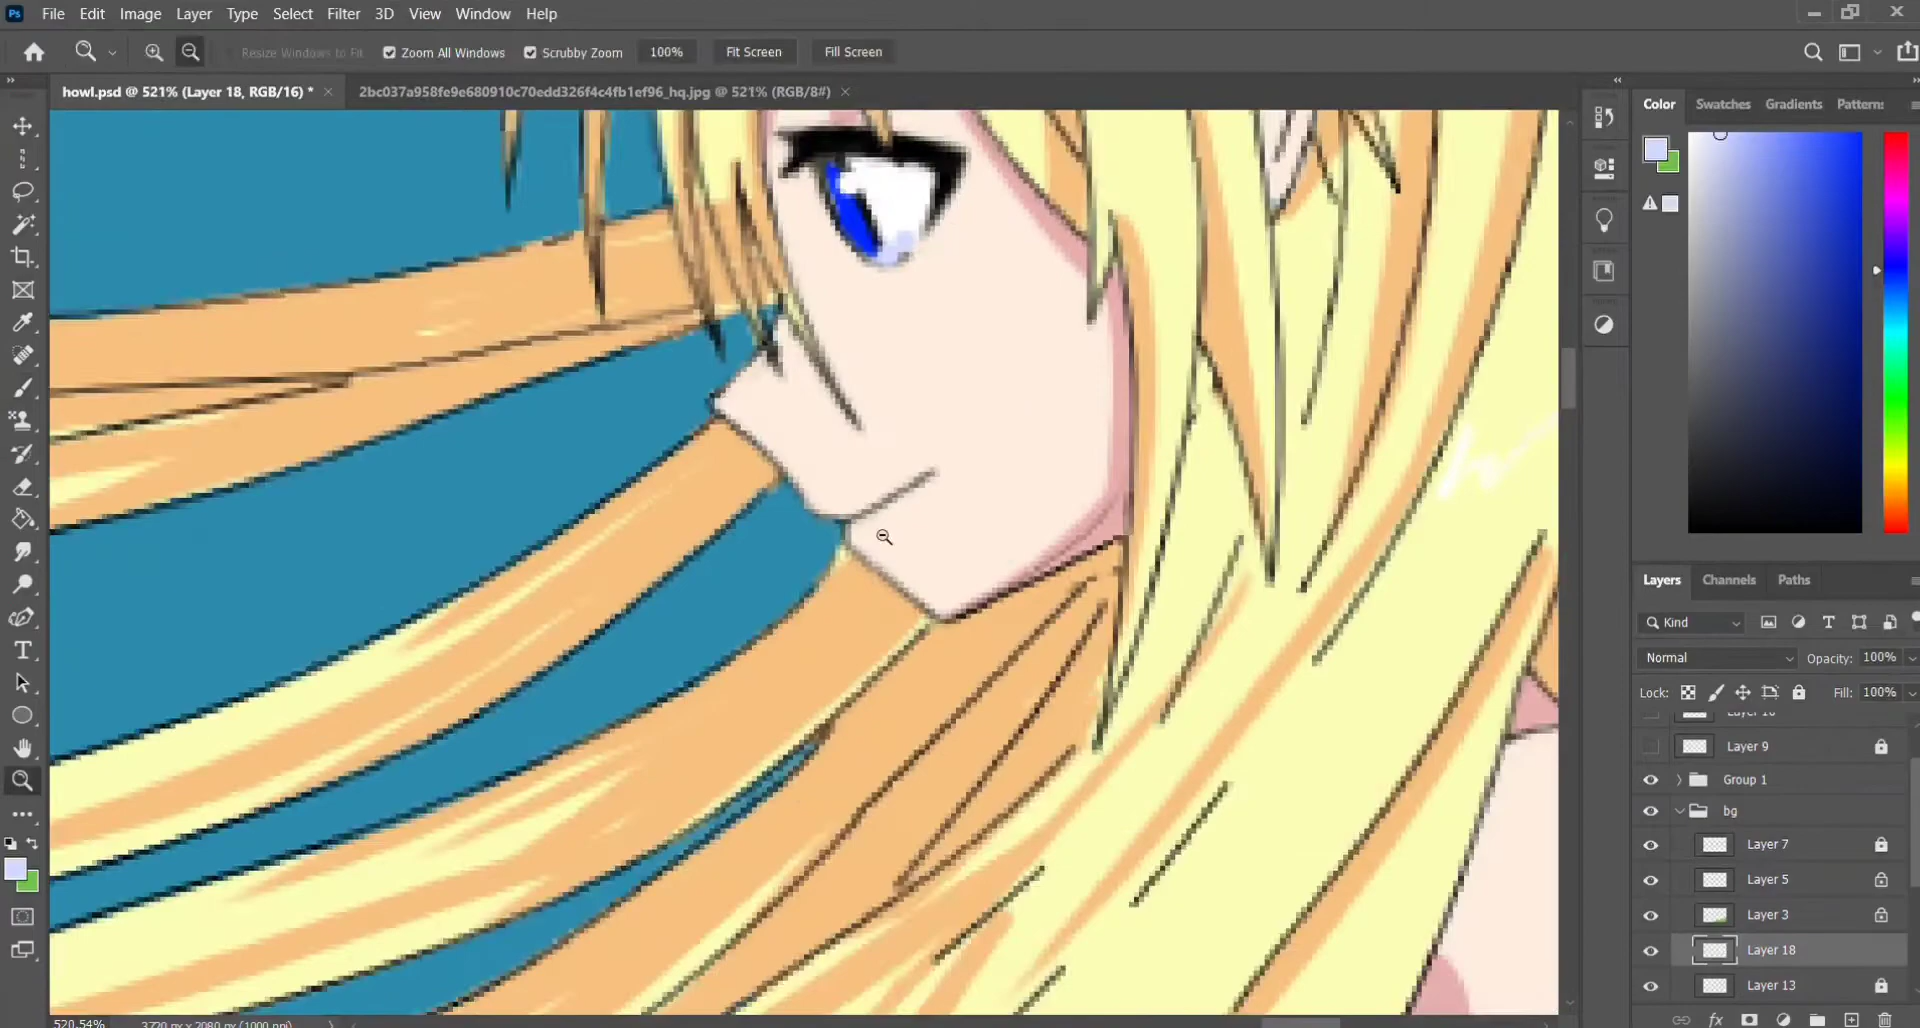 Ps File Edit Image Layer Type Select Filter 3D View Window Help
Resize Windows to Fit Zoom All Windows Scrubby Zoom 100% Fit Screen Fill Screen
howl.psd @ 521% (Layer 18, RGB/16) * 2bc037a958fe9e680910c70edd326f4c4fb1ef96_hq.jpg @ 521% (RGB/8#)
Color Swatches Gradients Pattern:
Layers Channels Paths
Kind
Normal Opacity: 100%
Lock: Fill: 100%
Layer 9
Group 1
bg
Layer 7
Layer 5
Layer 3
Layer 18
Layer 13
520.54% 3720 px x 2080 px (1000 ppi)